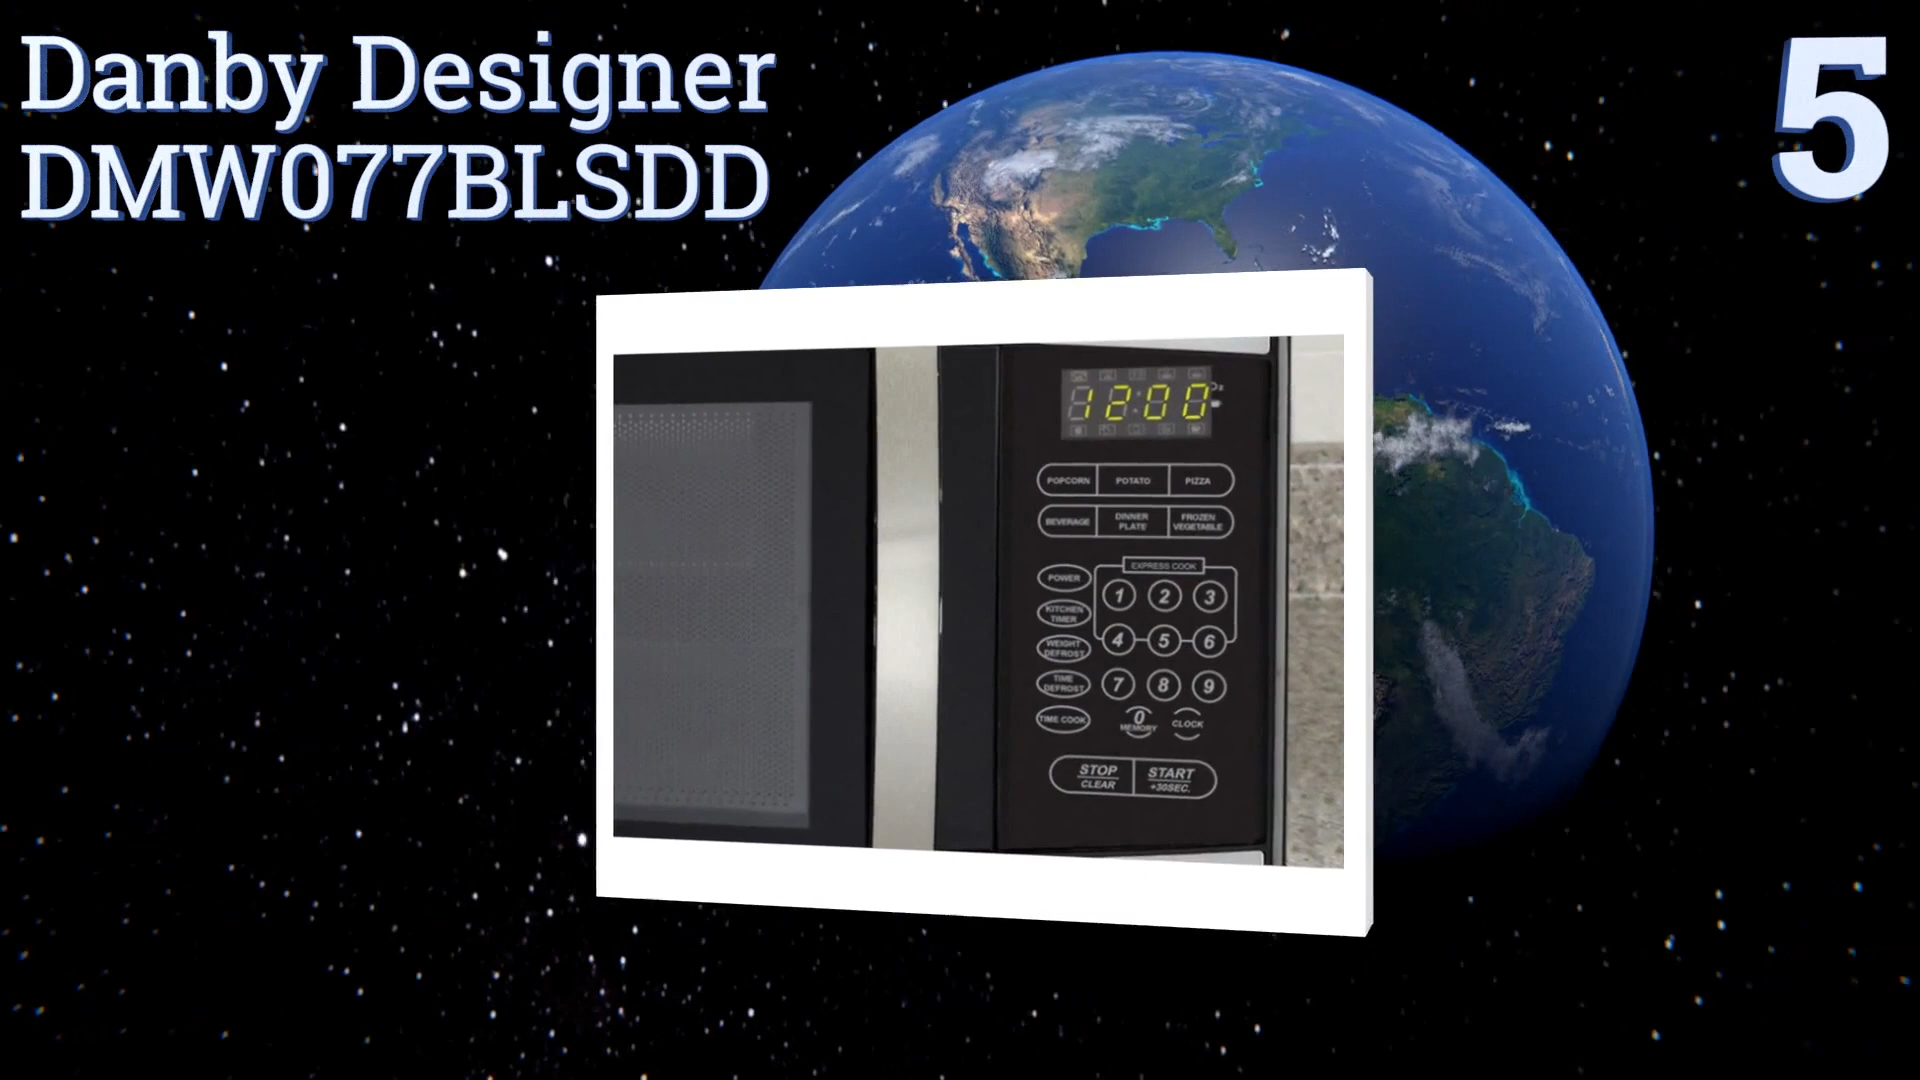 Danby Designer
DMW077BLSDD
5
12:00
POPCORN POTATO PIZZA
BEVERAGE DINNER PLATE FROZEN VEGETABLE
EXPRESS COOK
POWER 1 2 3
KITCHEN TIMER
WEIGHT DEFROST 4 5 6
TIME DEFROST 7 8 9
TIME COOK 0 MEMORY CLOCK
STOP CLEAR START +30SEC.